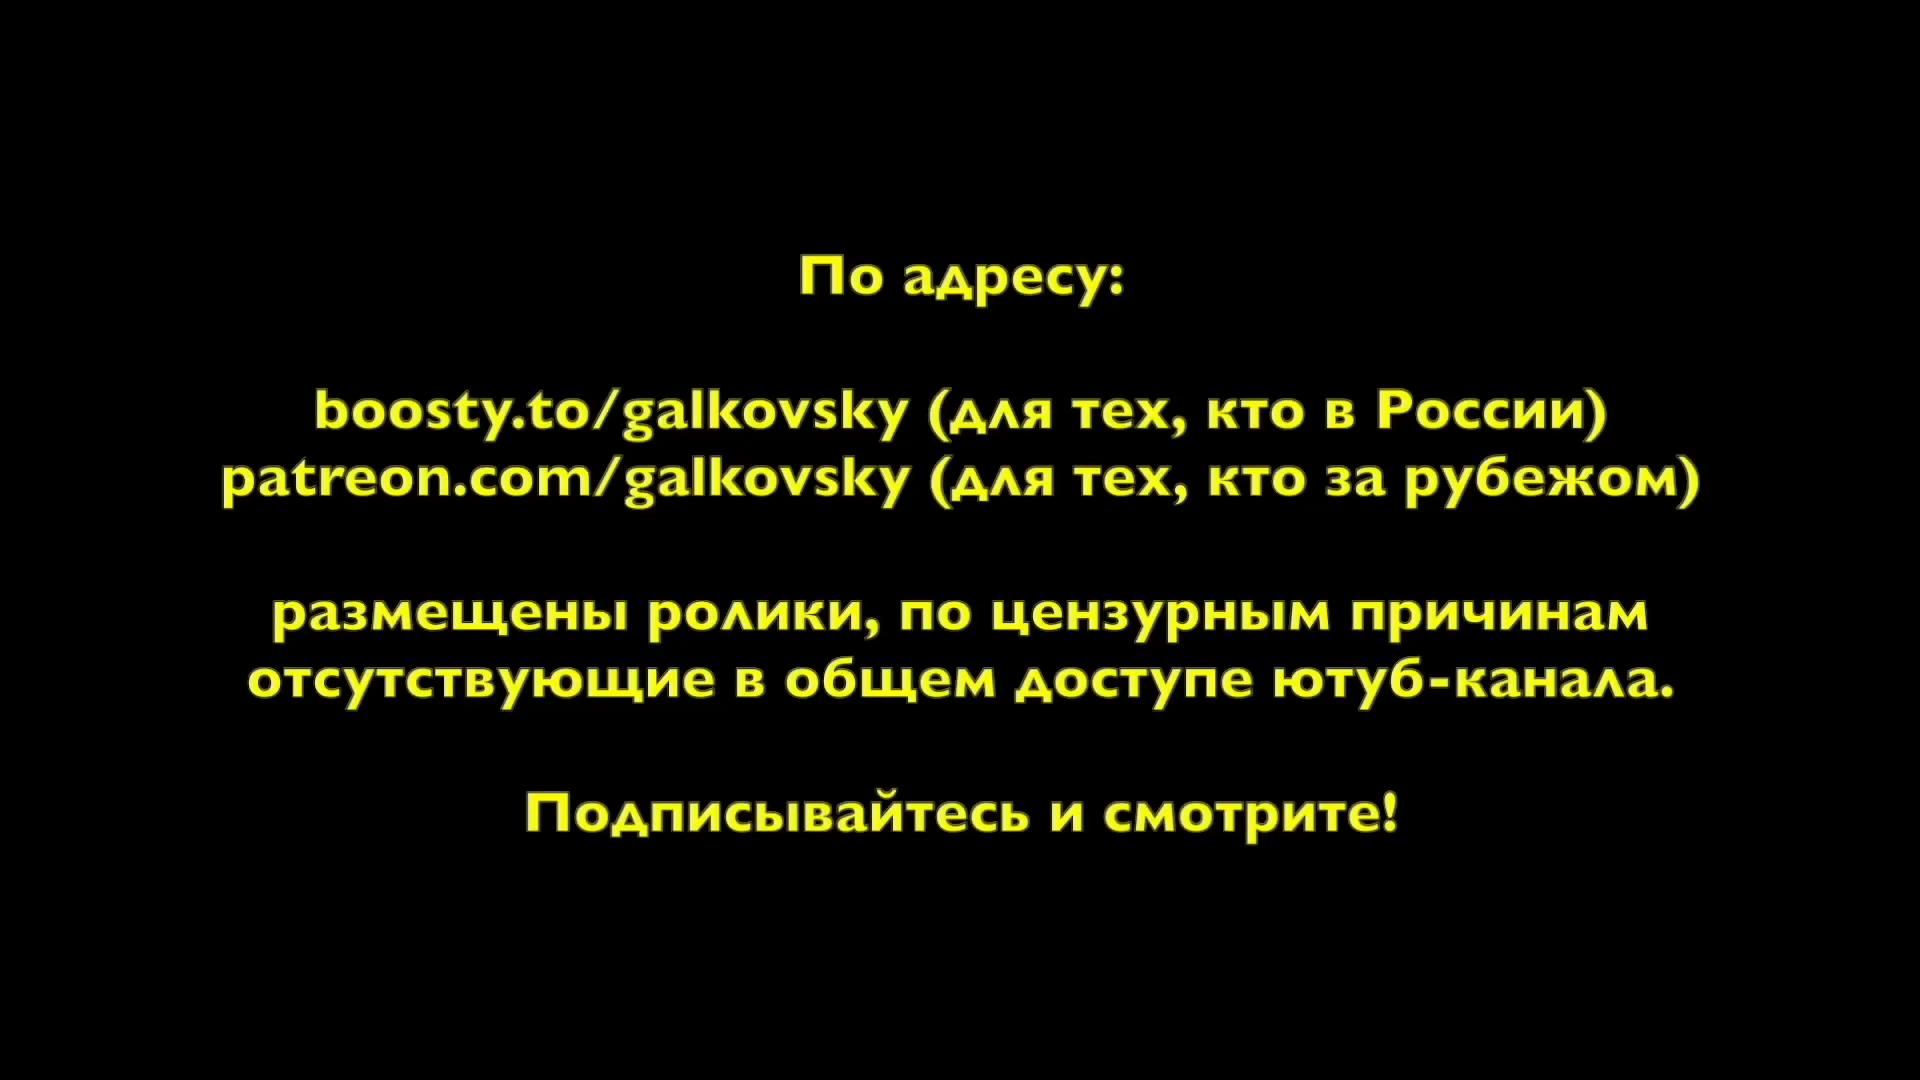 По адресу:
boosty.to/galkovsky (для тех, кто в России)
patreon.com/galkovsky (для тех, кто за рубежом)
размещены ролики, по цензурным причинам
отсутствующие в общем доступе ютуб-канала.
Подписывайтесь и смотрите!